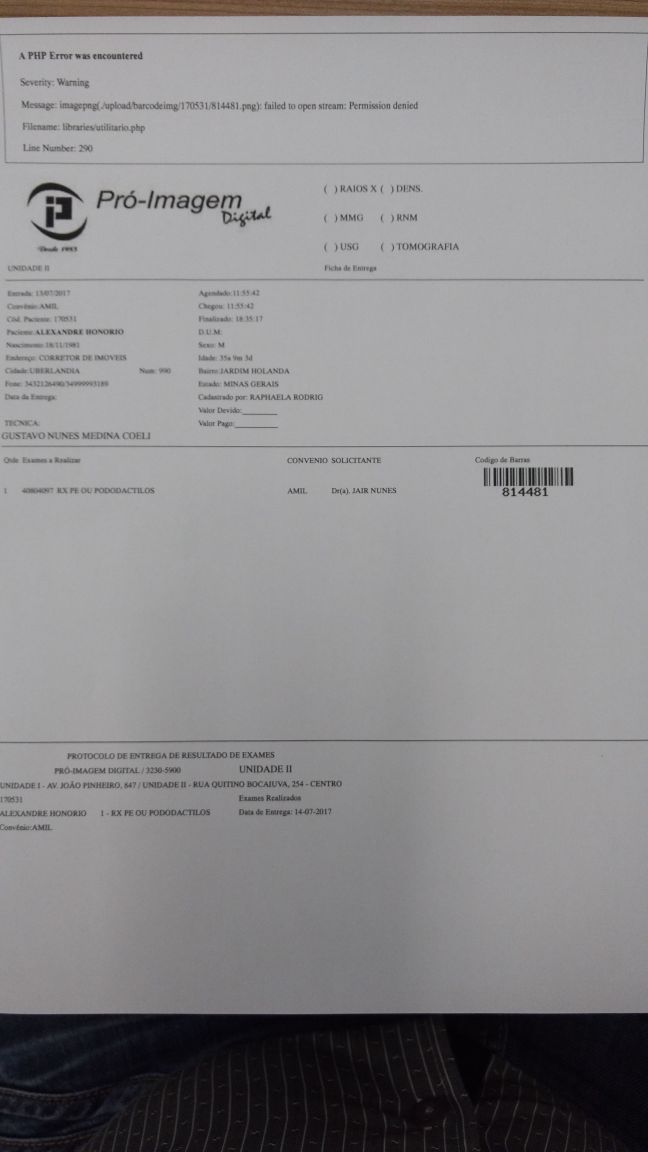 A PHP Error was encountered
Severity: Warning
Message: imagepng(./upload/barcodeimg/170531/814481.png): failed to open stream: Permission denied
Filename: libraries/utilitario.php
Line Number: 290
Pró-Imagem
Digital
Desde 1983
( ) RAIOS X ( ) DENS.
( ) MMG ( ) RNM
( ) USG ( ) TOMOGRAFIA
UNIDADE II Ficha de Entrega
Entrada: 13/07/2017 Agendado:11:55:42
Convênio:AMIL Chegou: 11:55:42
Cód. Paciente: 170531 Finalizado: 18:35:17
Paciente:ALEXANDRE HONORIO D.U.M:
Nascimento:18/11/1981 Sexo: M
Endereço: CORRETOR DE IMOVEIS Idade: 35a 9m 3d
Cidade:UBERLANDIA Num: 990 Bairro:JARDIM HOLANDA
Fone: 3432126490/34999993189 Estado: MINAS GERAIS
Data da Entrega: Cadastrado por: RAPHAELA RODRIG
Valor Devido:________
TECNICA: Valor Pago:________
GUSTAVO NUNES MEDINA COELI
Qtde Exames a Realizar CONVENIO SOLICITANTE Codigo de Barras
1 40804097 RX PE OU PODODACTILOS AMIL Dr(a). JAIR NUNES 814481
PROTOCOLO DE ENTREGA DE RESULTADO DE EXAMES
PRÓ-IMAGEM DIGITAL / 3230-5900 UNIDADE II
UNIDADE I - AV. JOÃO PINHEIRO, 847 / UNIDADE II - RUA QUITINO BOCAIUVA, 254 - CENTRO
170531 Exames Realizados
ALEXANDRE HONORIO 1 - RX PE OU PODODACTILOS Data de Entrega: 14-07-2017
Convênio:AMIL